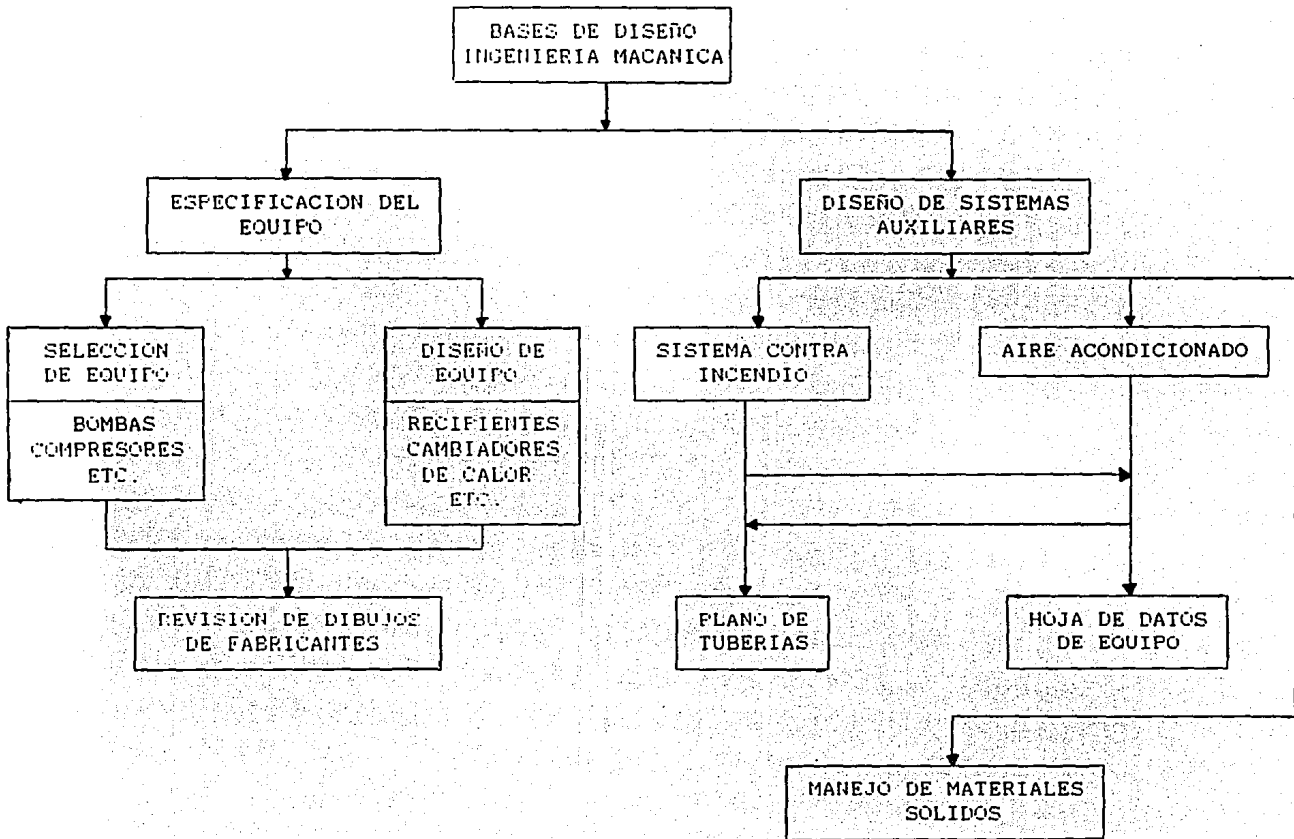 BASES DE DISEÑO
INGENIERIA MACANICA
ESPECIFICACION DEL
EQUIPO
DISEÑO DE SISTEMAS
AUXILIARES
SELECCION
DE EQUIPO
BOMBAS
COMPRESORES
ETC.
DISEÑO DE
EQUIPO
RECIPIENTES
CAMBIADORES
DE CALOR
ETC.
SISTEMA CONTRA
INCENDIO
AIRE ACONDICIONADO
REVISION DE DIBUJOS
DE FABRICANTES
PLANO DE
TUBERIAS
HOJA DE DATOS
DE EQUIPO
MANEJO DE MATERIALES
SOLIDOS